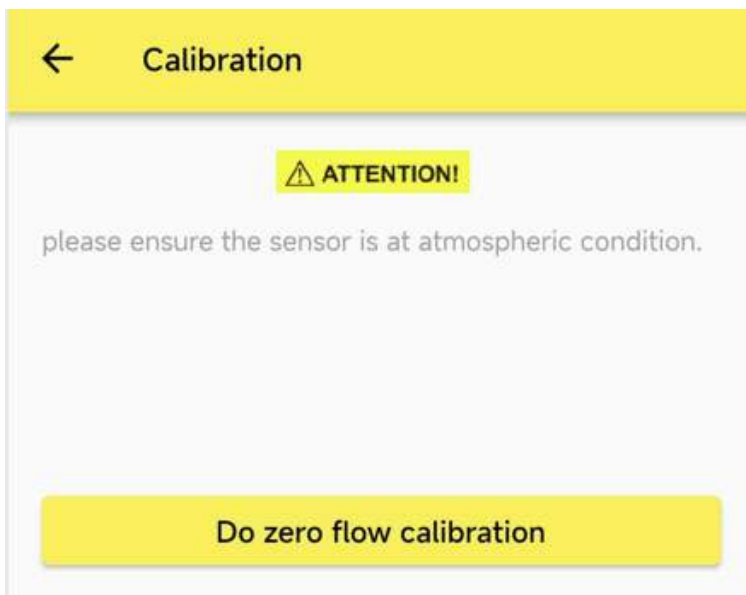 Calibration
⚠ ATTENTION!
please ensure the sensor is at atmospheric condition.
Do zero flow calibration